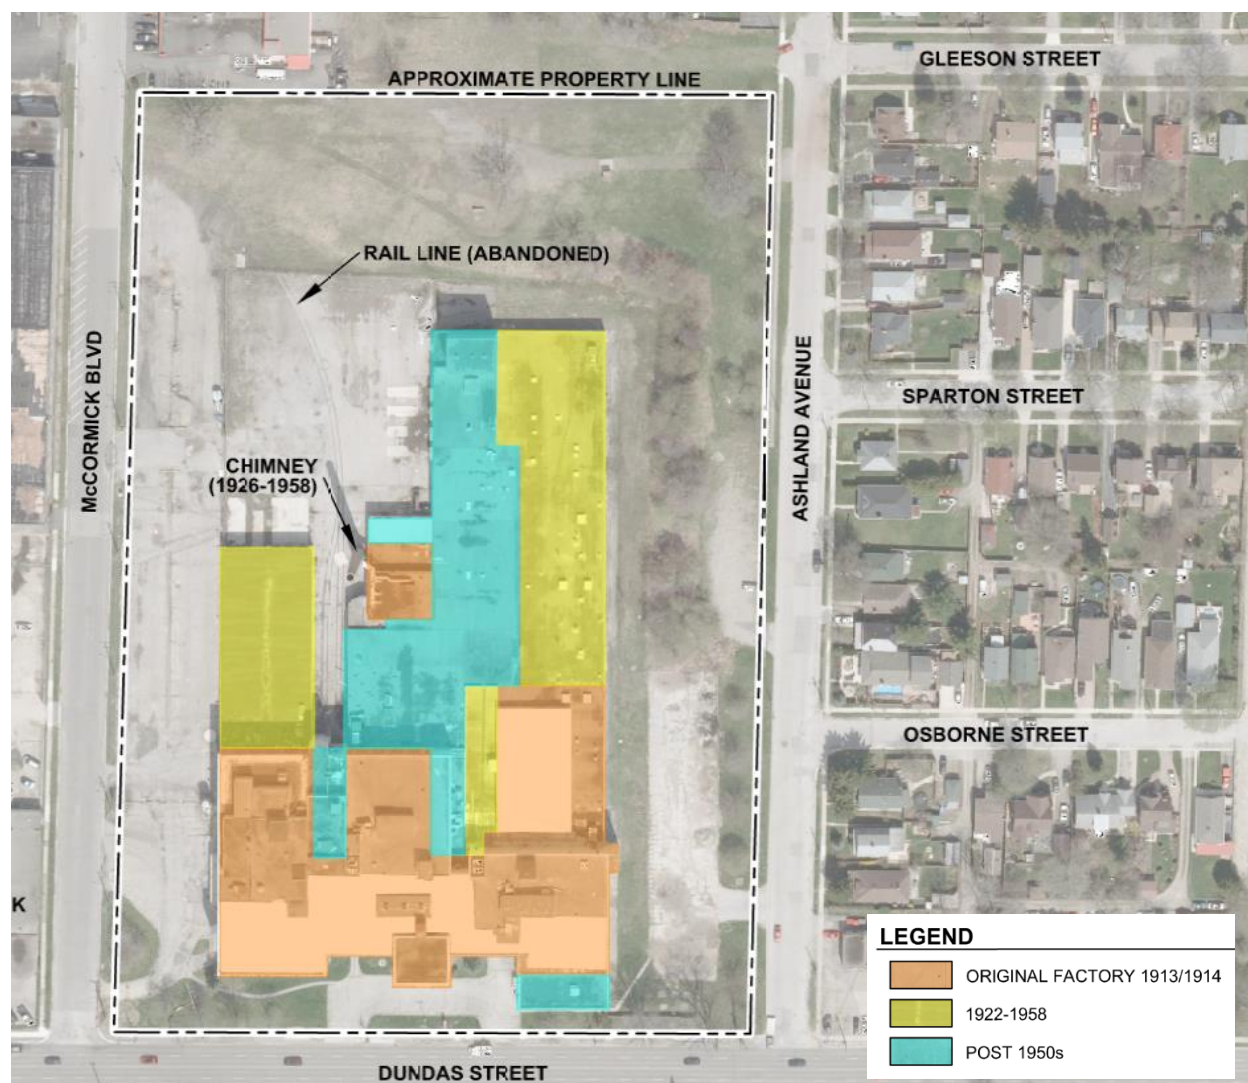 GLEESON STREET
APPROXIMATE PROPERTY LINE
RAIL LINE (ABANDONED)
McCORMICK BLVD
ASHLAND AVENUE
SPARTON STREET
CHIMNEY
(1926-1958)
OSBORNE STREET
K
LEGEND
ORIGINAL FACTORY 1913/1914
1922-1958
POST 1950s
DUNDAS STREET